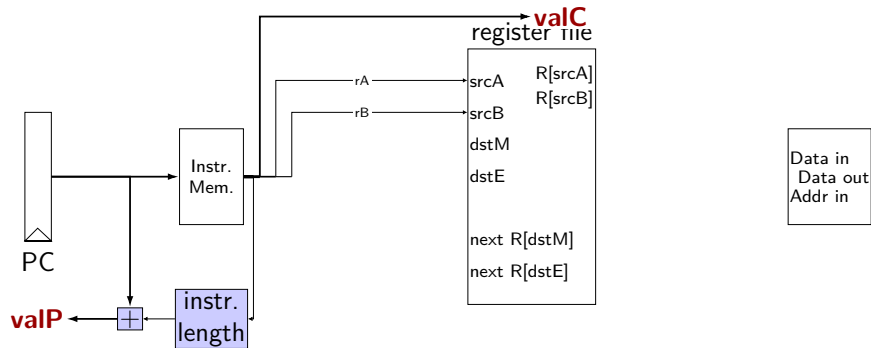 valC
register file
rA
srcA
R[srcA]
R[srcB]
rB
srcB
dstM
dstE
next R[dstM]
next R[dstE]
Instr.
Mem.
PC
Data in
Data out
Addr in
valP
+
instr.
length